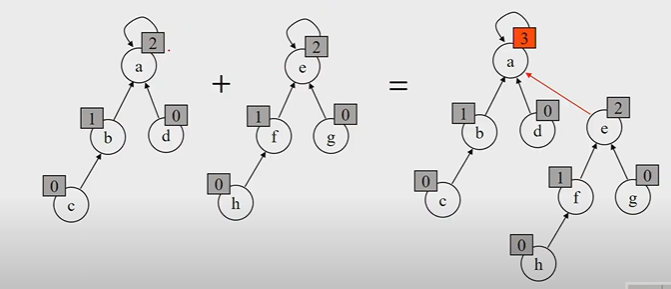 2 2 3
a e a
+ =
1 0 1 0 1 0 2
b d f g b d e
0 0 0 1 0
c h c f g
0
h